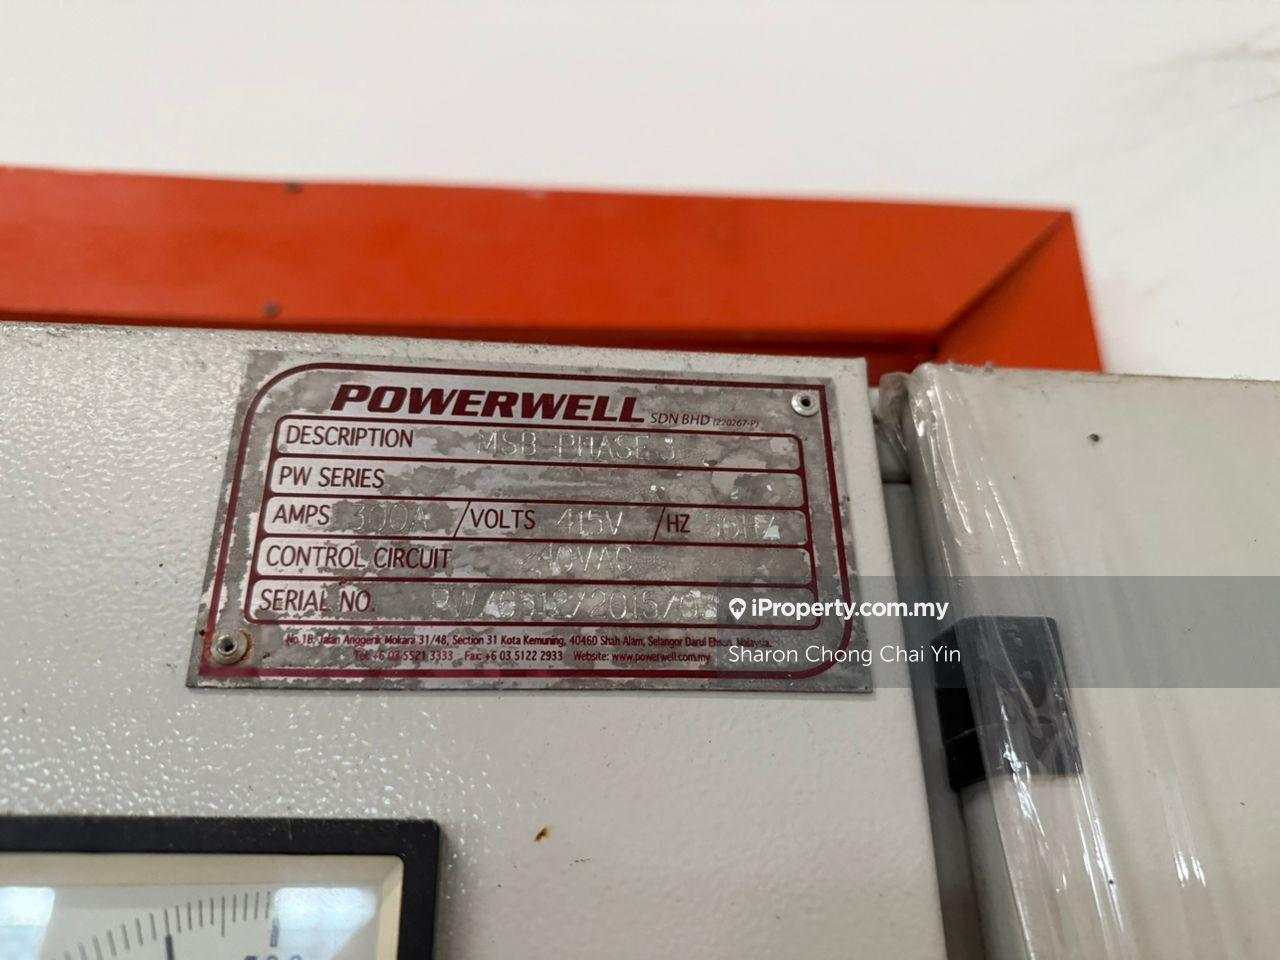 POWERWELL SDN BHD (220267-P)
DESCRIPTION MSB-PHASE 3
PW SERIES
AMPS 300A /VOLTS 415V /HZ 50HZ
CONTROL CIRCUIT 240VAC
SERIAL NO.
No.1B, Jalan Anggerik Mokara 31/48, Section 31 Kota Kemuning, 40460 Shah Alam, Selangor Darul Ehsan, Malaysia.
Tel: +6 03 5521 3333 Fax: +6 03 5122 2933 Website: www.powerwell.com.my
iProperty.com.my
Sharon Chong Chai Yin